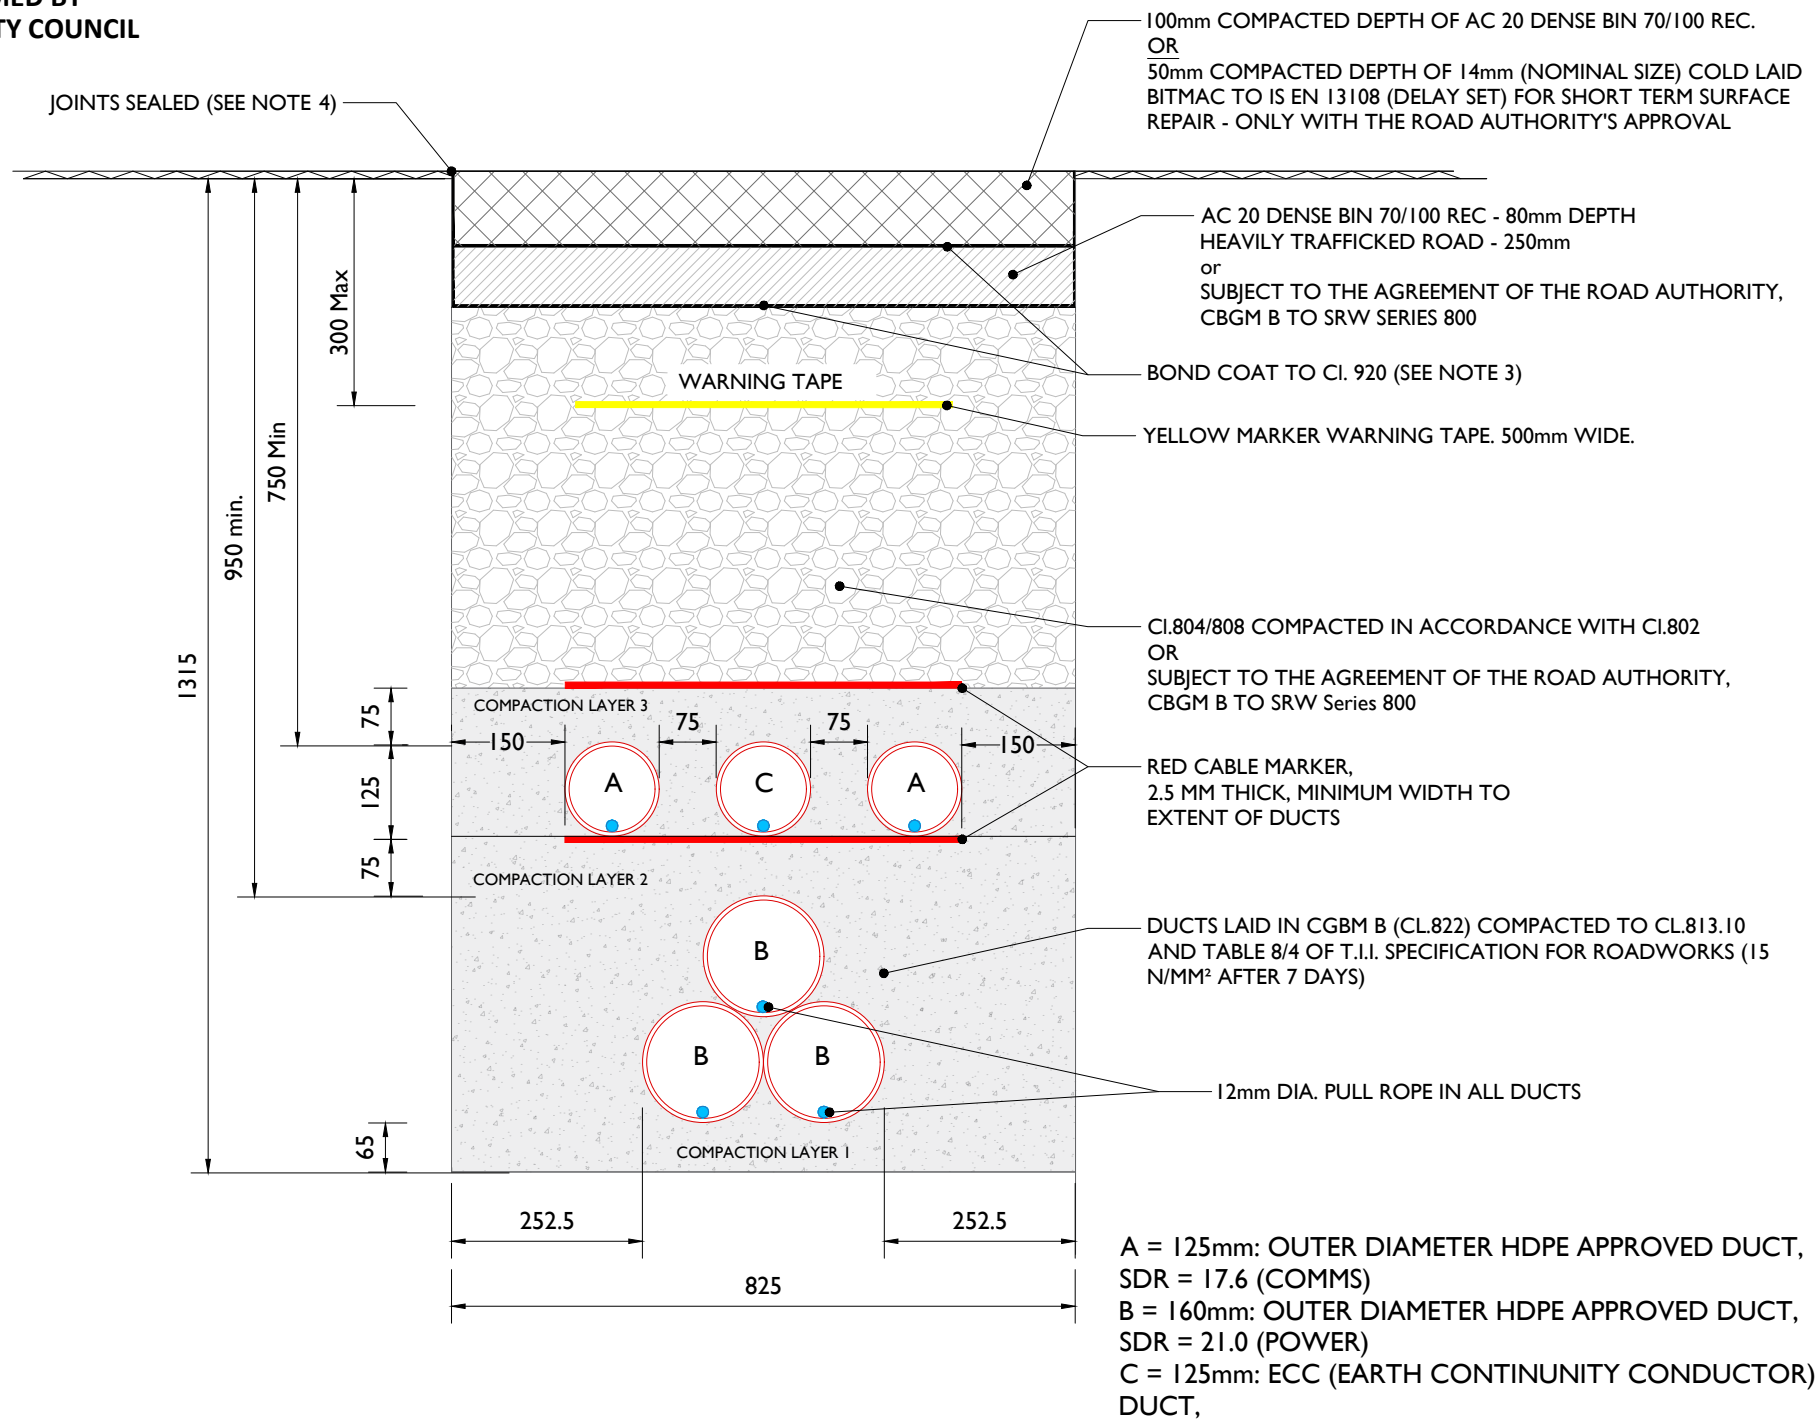 TY COUNCIL
100mm COMPACTED DEPTH OF AC 20 DENSE BIN 70/100 REC.
OR
50mm COMPACTED DEPTH OF 14mm (NOMINAL SIZE) COLD LAID
BITMAC TO IS EN 13108 (DELAY SET) FOR SHORT TERM SURFACE
REPAIR - ONLY WITH THE ROAD AUTHORITY'S APPROVAL
JOINTS SEALED (SEE NOTE 4)
AC 20 DENSE BIN 70/100 REC - 80mm DEPTH
HEAVILY TRAFFICKED ROAD - 250mm
or
SUBJECT TO THE AGREEMENT OF THE ROAD AUTHORITY,
CBGM B TO SRW SERIES 800
300 Max
WARNING TAPE
BOND COAT TO Cl. 920 (SEE NOTE 3)
YELLOW MARKER WARNING TAPE. 500mm WIDE.
750 Min
950 min.
1315
Cl.804/808 COMPACTED IN ACCORDANCE WITH Cl.802
OR
SUBJECT TO THE AGREEMENT OF THE ROAD AUTHORITY,
CBGM B TO SRW Series 800
75
COMPACTION LAYER 3
75
75
150
150
125
A
C
A
RED CABLE MARKER,
2.5 MM THICK, MINIMUM WIDTH TO
EXTENT OF DUCTS
75
COMPACTION LAYER 2
DUCTS LAID IN CGBM B (CL.822) COMPACTED TO CL.813.10
AND TABLE 8/4 OF T.I.I. SPECIFICATION FOR ROADWORKS (15
N/MM² AFTER 7 DAYS)
B
B
B
12mm DIA. PULL ROPE IN ALL DUCTS
65
COMPACTION LAYER 1
252.5
252.5
825
A = 125mm: OUTER DIAMETER HDPE APPROVED DUCT,
SDR = 17.6 (COMMS)
B = 160mm: OUTER DIAMETER HDPE APPROVED DUCT,
SDR = 21.0 (POWER)
C = 125mm: ECC (EARTH CONTINUNITY CONDUCTOR)
DUCT,